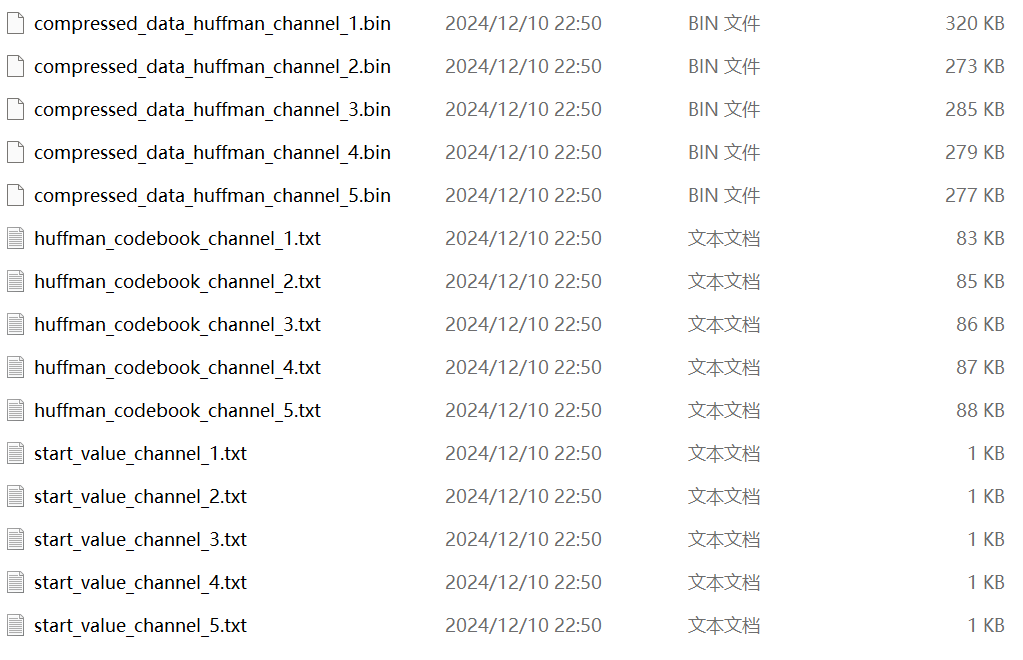 compressed_data_huffman_channel_1.bin 2024/12/10 22:50 BIN 文件 320 KB
compressed_data_huffman_channel_2.bin 2024/12/10 22:50 BIN 文件 273 KB
compressed_data_huffman_channel_3.bin 2024/12/10 22:50 BIN 文件 285 KB
compressed_data_huffman_channel_4.bin 2024/12/10 22:50 BIN 文件 279 KB
compressed_data_huffman_channel_5.bin 2024/12/10 22:50 BIN 文件 277 KB
huffman_codebook_channel_1.txt 2024/12/10 22:50 文本文档 83 KB
huffman_codebook_channel_2.txt 2024/12/10 22:50 文本文档 85 KB
huffman_codebook_channel_3.txt 2024/12/10 22:50 文本文档 86 KB
huffman_codebook_channel_4.txt 2024/12/10 22:50 文本文档 87 KB
huffman_codebook_channel_5.txt 2024/12/10 22:50 文本文档 88 KB
start_value_channel_1.txt 2024/12/10 22:50 文本文档 1 KB
start_value_channel_2.txt 2024/12/10 22:50 文本文档 1 KB
start_value_channel_3.txt 2024/12/10 22:50 文本文档 1 KB
start_value_channel_4.txt 2024/12/10 22:50 文本文档 1 KB
start_value_channel_5.txt 2024/12/10 22:50 文本文档 1 KB